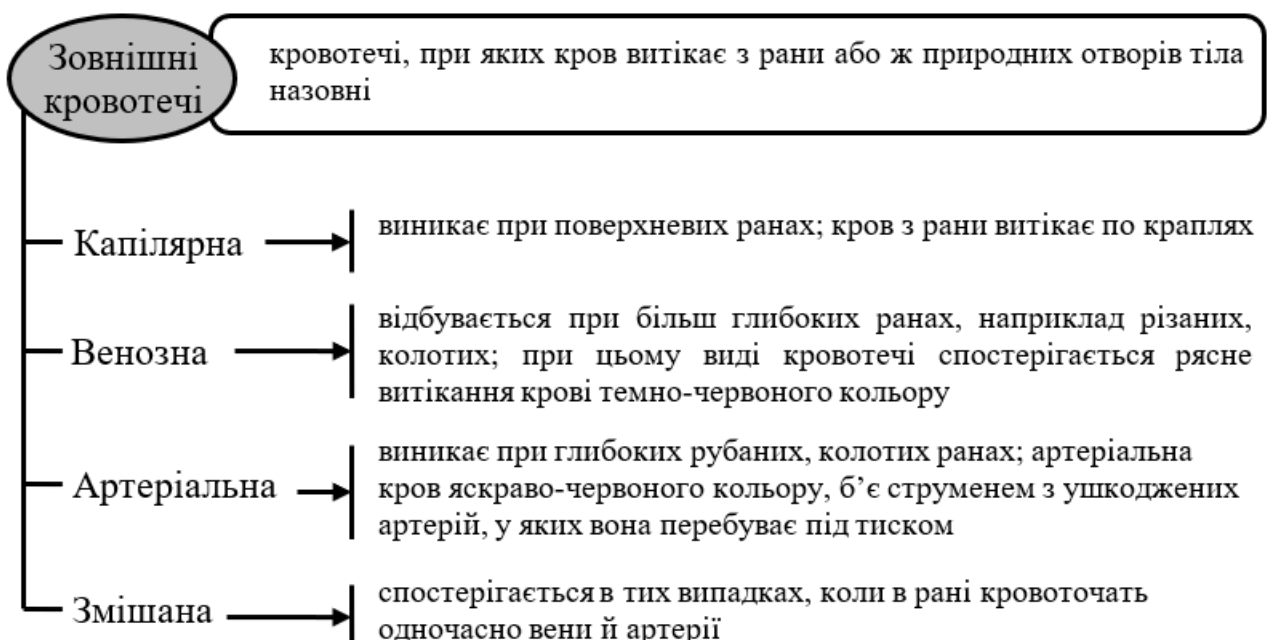 Зовнішні
кровотечі
кровотечі, при яких кров витікає з рани або ж природних отворів тіла
назовні
Капілярна
виникає при поверхневих ранах; кров з рани витікає по краплях
Венозна
відбувається при більш глибоких ранах, наприклад різаних,
колотих; при цьому виді кровотечі спостерігається рясне
витікання крові темно-червоного кольору
Артеріальна
виникає при глибоких рубаних, колотих ранах; артеріальна
кров яскраво-червоного кольору, б’є струменем з ушкоджених
артерій, у яких вона перебуває під тиском
Змішана
спостерігається в тих випадках, коли в рані кровоточать
одночасно вени й артерії